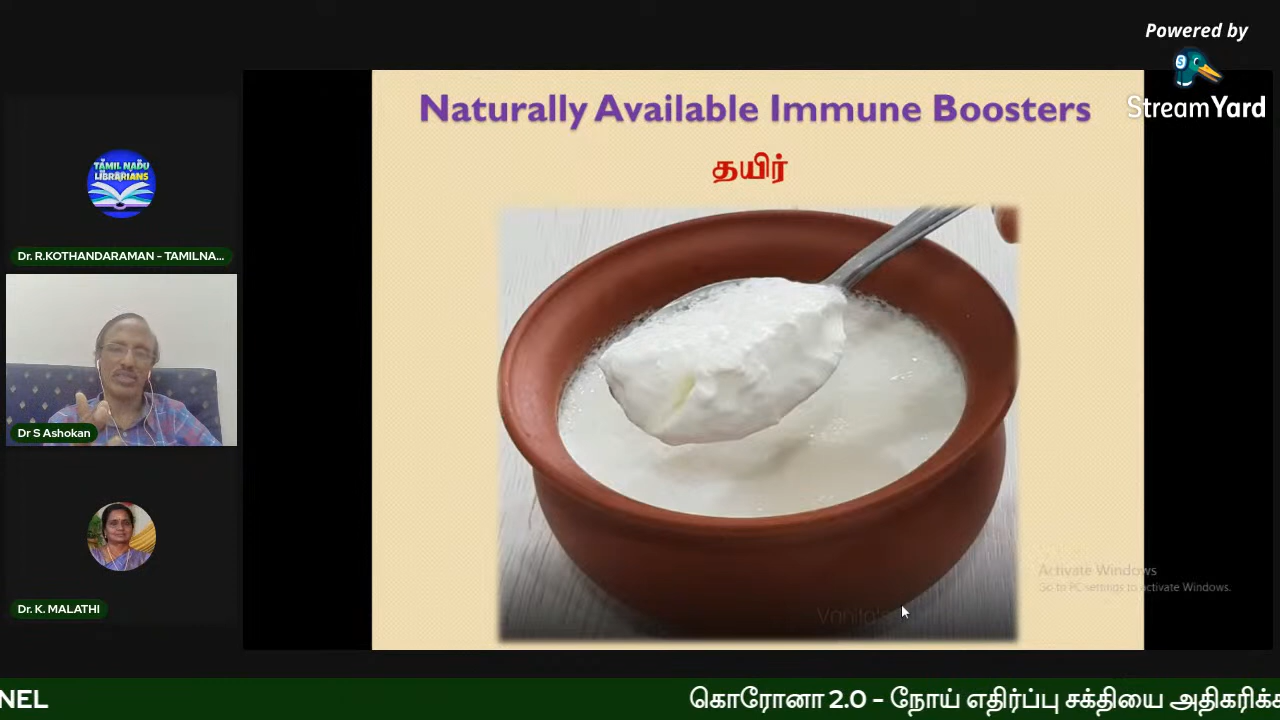 Powered by
StreamYard
Naturally Available Immune Boosters
தயிர்
TAMIL NADU
LIBRARIANS
Dr. R.KOTHANDARAMAN - TAMILNA...
Dr S Ashokan
Dr. K. MALATHI
Activate Windows
Go to PC settings to activate Windows.
NEL
கொரோனா 2.0 - நோய் எதிர்ப்பு சக்தியை அதிகரிக்க